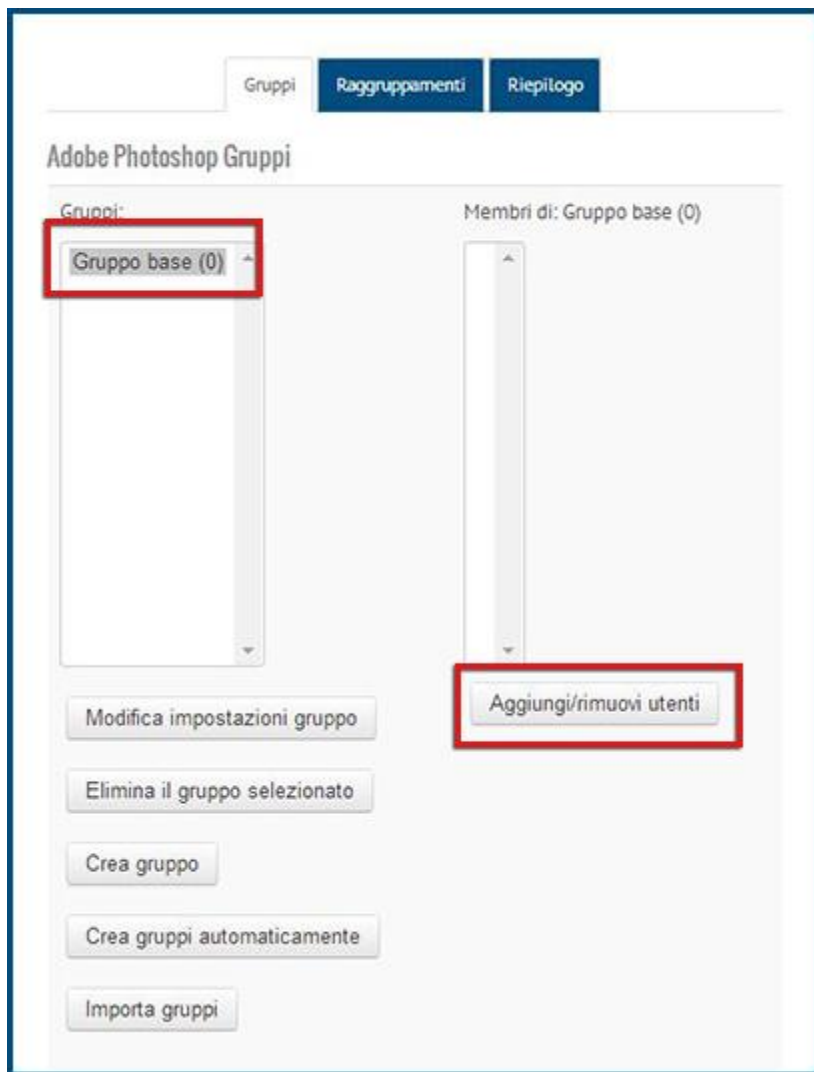 Gruppi Raggruppamenti Riepilogo
Adobe Photoshop Gruppi
Gruppi:
Gruppo base (0)
Membri di: Gruppo base (0)
Aggiungi/rimuovi utenti
Modifica impostazioni gruppo
Elimina il gruppo selezionato
Crea gruppo
Crea gruppi automaticamente
Importa gruppi